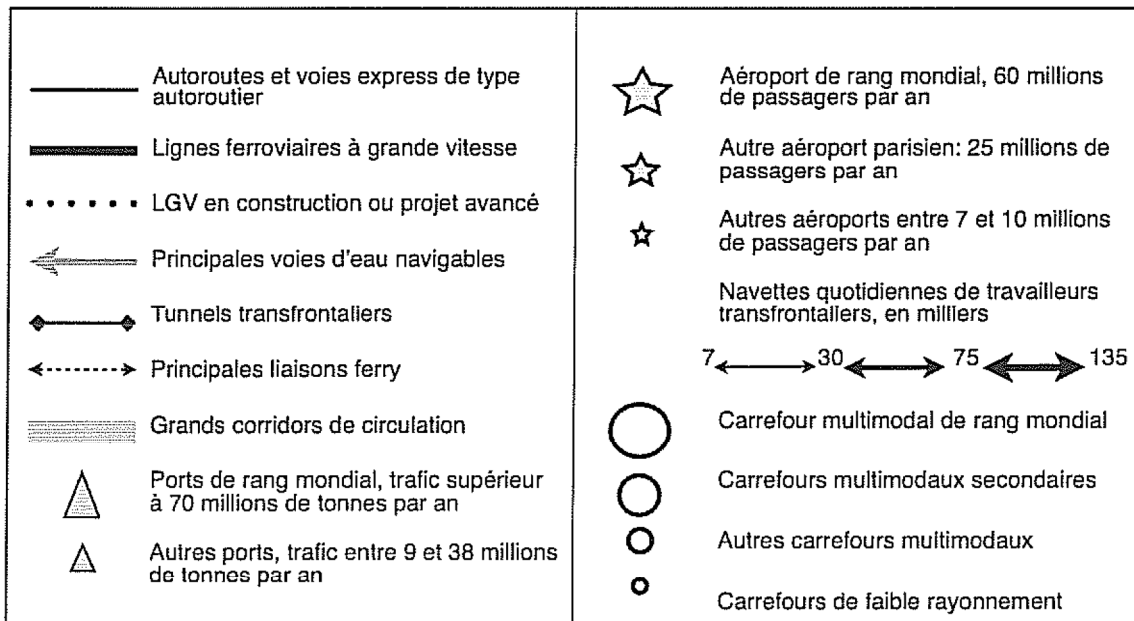 Autoroutes et voies express de type
autoroutier
Lignes ferroviaires à grande vitesse
LGV en construction ou projet avancé
Principales voies d'eau navigables
Tunnels transfrontaliers
Principales liaisons ferry
Grands corridors de circulation
Ports de rang mondial, trafic supérieur
à 70 millions de tonnes par an
Autres ports, trafic entre 9 et 38 millions
de tonnes par an
Aéroport de rang mondial, 60 millions
de passagers par an
Autre aéroport parisien: 25 millions de
passagers par an
Autres aéroports entre 7 et 10 millions
de passagers par an
Navettes quotidiennes de travailleurs
transfrontaliers, en milliers
7 30 75 135
Carrefour multimodal de rang mondial
Carrefours multimodaux secondaires
Autres carrefours multimodaux
Carrefours de faible rayonnement